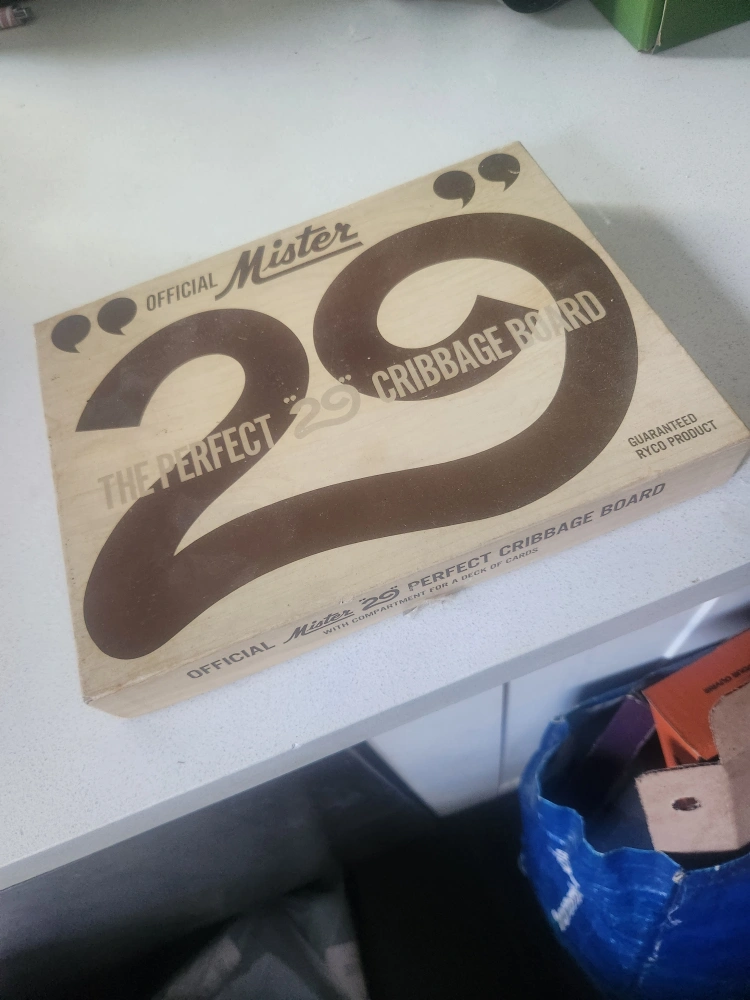 ”
OFFICIAL Mister
”
29
THE PERFECT "29" CRIBBAGE BOARD
GUARANTEED
RYCO PRODUCT
OFFICIAL Mister "29" PERFECT CRIBBAGE BOARD
WITH COMPARTMENT FOR A DECK OF CARDS